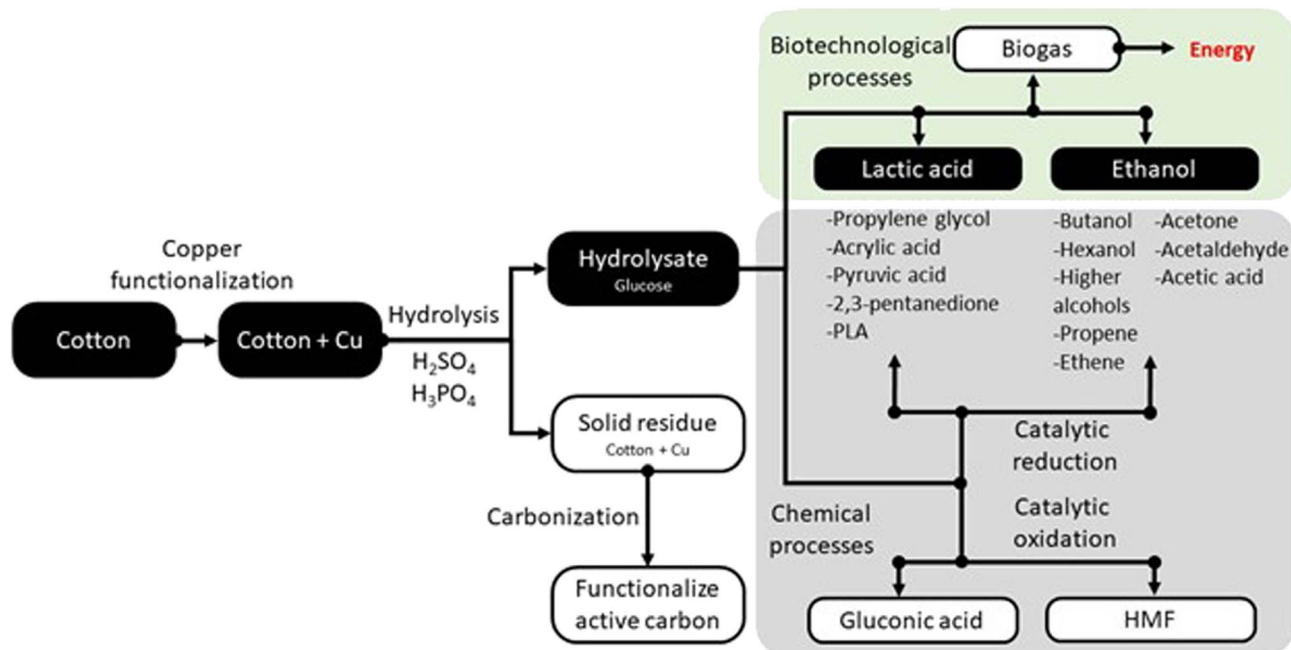 Copper
functionalization
Cotton
Cotton + Cu
Hydrolysis
H₂SO₄
H₃PO₄
Hydrolysate
Glucose
Solid residue
Cotton + Cu
Carbonization
Functionalize
active carbon
Biotechnological
processes
Biogas
Energy
Lactic acid
Ethanol
-Propylene glycol
-Acrylic acid
-Pyruvic acid
-2,3-pentanedione
-PLA
-Butanol
-Hexanol
-Higher
alcohols
-Propene
-Ethene
-Acetone
-Acetaldehyde
-Acetic acid
Catalytic
reduction
Chemical
processes
Catalytic
oxidation
Gluconic acid
HMF